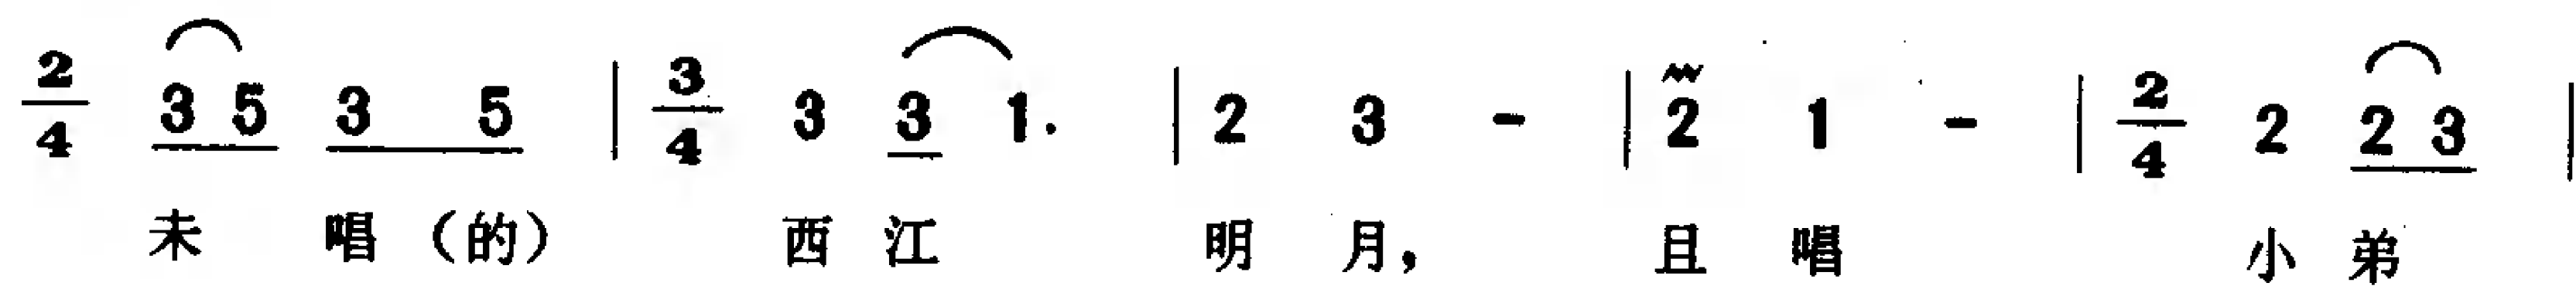 2/4 3 5 3 5 | 3/4 3 3 1. | 2 3 - | 2 1 - | 2/4 2 2 3 |
未 唱（的） 西 江 明 月， 且 唱 小 弟